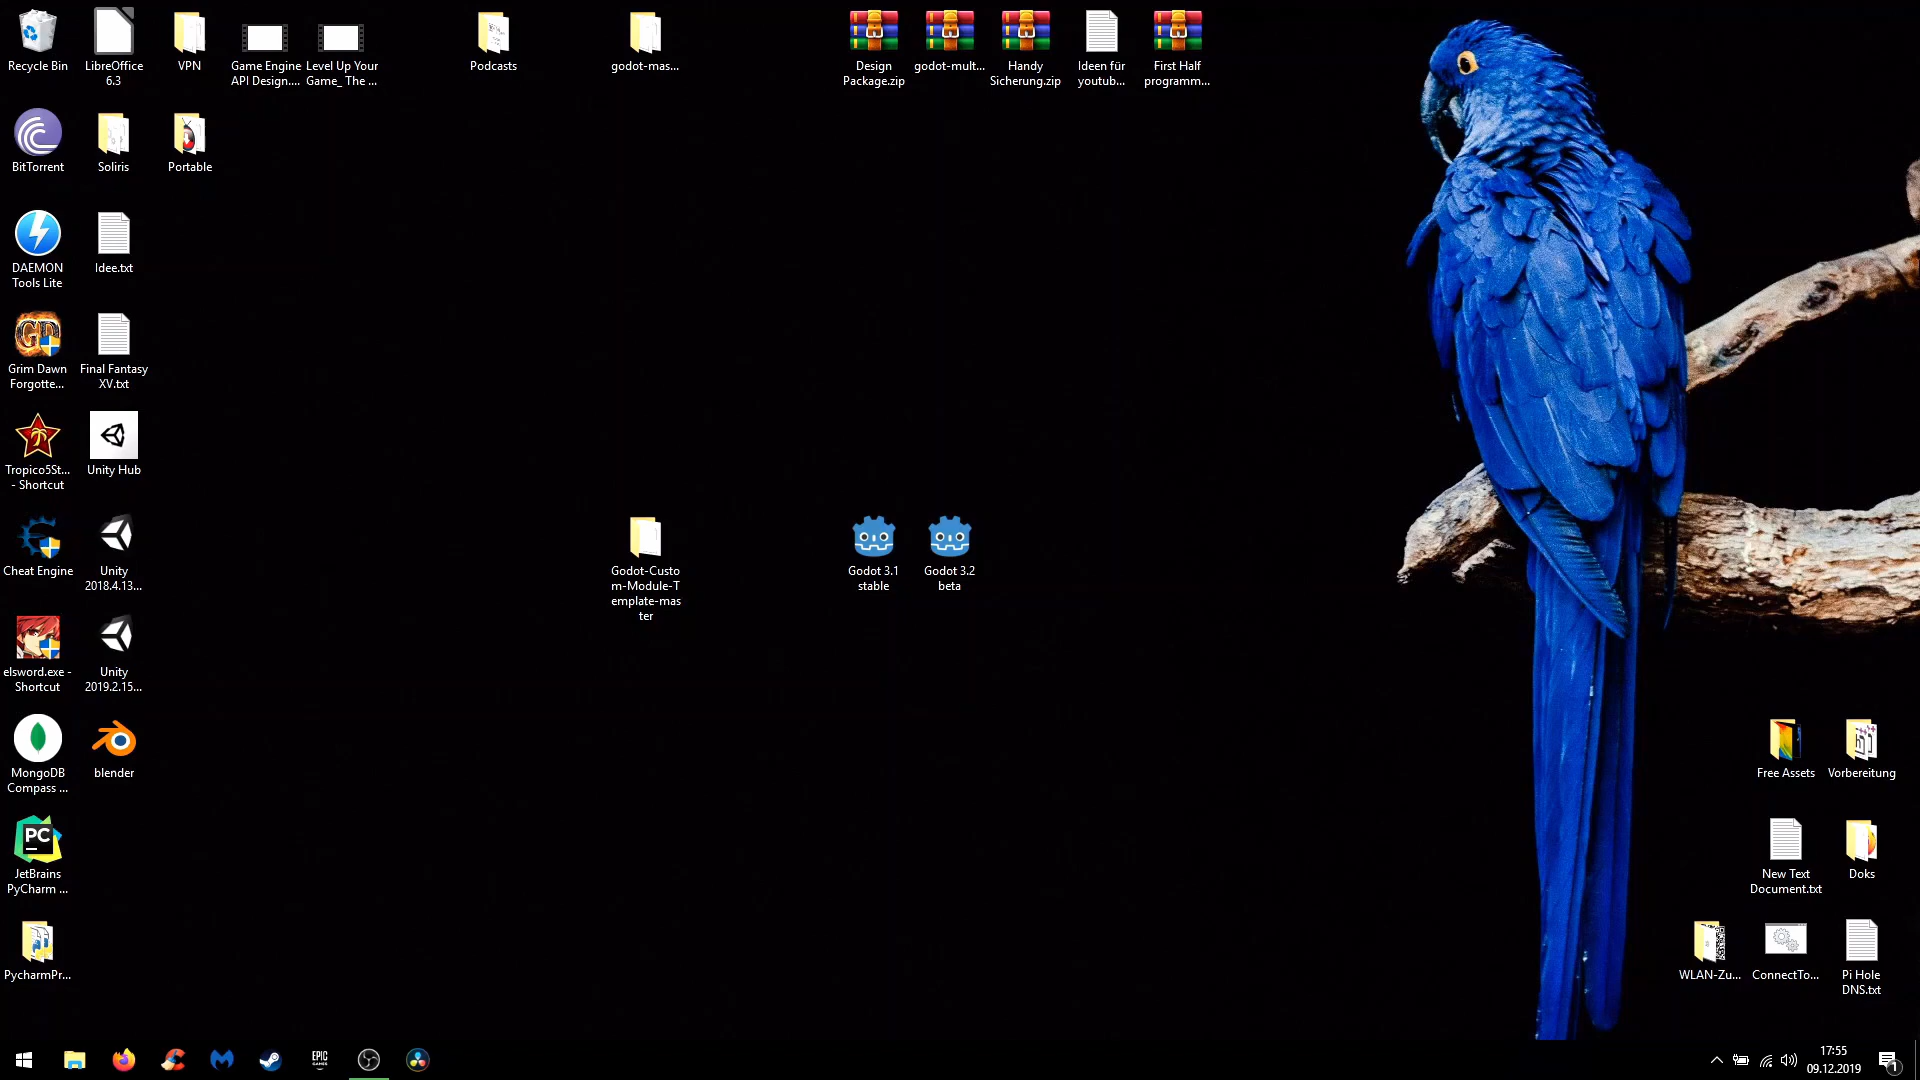 Recycle Bin
LibreOffice
6.3
VPN
Game Engine
API Design....
Level Up Your
Game_ The ...
Podcasts
godot-mas...
Design
Package.zip
godot-mult...
Handy
Sicherung.zip
Ideen für
youtub...
First Half
programm...
BitTorrent
Soliris
Portable
DAEMON
Tools Lite
Idee.txt
Grim Dawn
Forgotte...
Final Fantasy
XV.txt
Tropico5St...
- Shortcut
Unity Hub
Cheat Engine
Unity
2018.4.13...
Godot-Custo
m-Module-T
emplate-mas
ter
Godot 3.1
stable
Godot 3.2
beta
elsword.exe -
Shortcut
Unity
2019.2.15...
MongoDB
Compass ...
blender
Free Assets
Vorbereitung
PC
JetBrains
PyCharm ...
New Text
Document.txt
Doks
PycharmPr...
WLAN-Zu...
ConnectTo...
Pi Hole
DNS.txt
EPIC
GAMES
17:55
09.12.2019
1